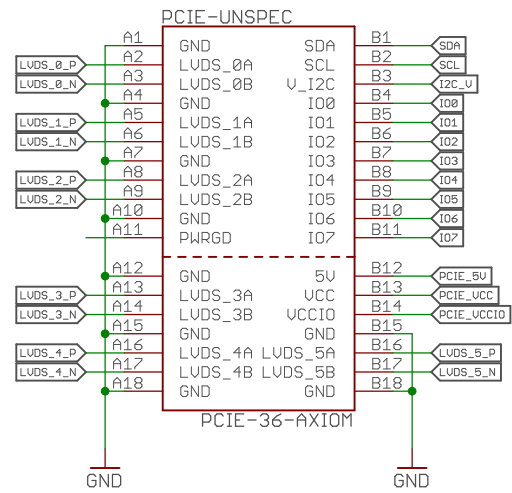 PCIE-UNSPEC
A1 GND SDA B1 SDA
LVDS_0_P A2 LVDS_0A SCL B2 SCL
LVDS_0_N A3 LVDS_0B V_I2C B3 I2C_V
A4 GND IO0 B4 IO0
LVDS_1_P A5 LVDS_1A IO1 B5 IO1
LVDS_1_N A6 LVDS_1B IO2 B6 IO2
A7 GND IO3 B7 IO3
LVDS_2_P A8 LVDS_2A IO4 B8 IO4
LVDS_2_N A9 LVDS_2B IO5 B9 IO5
A10 GND IO6 B10 IO6
A11 PWRGD IO7 B11 IO7
A12 GND 5V B12 PCIE_5V
LVDS_3_P A13 LVDS_3A VCC B13 PCIE_VCC
LVDS_3_N A14 LVDS_3B VCCIO B14 PCIE_VCCIO
A15 GND GND B15
LVDS_4_P A16 LVDS_4A LVDS_5A B16 LVDS_5_P
LVDS_4_N A17 LVDS_4B LVDS_5B B17 LVDS_5_N
A18 GND GND B18
PCIE-36-AXIOM
GND GND